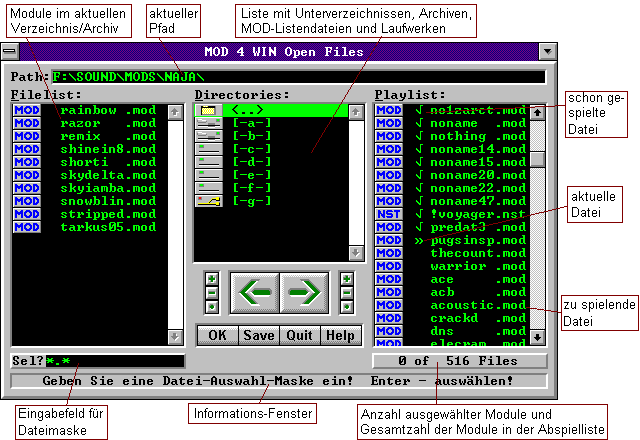 Module im aktuellen
Verzeichnis/Archiv
aktueller
Pfad
Liste mit Unterverzeichnissen, Archiven,
MOD-Listendateien und Laufwerken
MOD 4 WIN Open Files
Path: F:\SOUND\MODS\NAJA\
Filelist:
MOD rainbow .mod
MOD razor .mod
MOD remix .mod
MOD shinein8.mod
MOD shorti .mod
MOD skydelta.mod
MOD skyiamba.mod
MOD snowblin.mod
MOD stripped.mod
MOD tarkus05.mod
Directories:
<..>
[-a-]
[-b-]
[-c-]
[-d-]
[-e-]
[-f-]
[-g-]
OK Save Quit Help
Playlist:
MOD √ no1zarct.mod
MOD √ noname .mod
MOD √ nothing .mod
MOD √ noname14.mod
MOD √ noname15.mod
MOD √ noname20.mod
MOD √ noname22.mod
MOD √ noname47.mod
NST √ !voyager.nst
MOD √ predat3 .mod
MOD » pugsinsp.mod
MOD thecount.mod
MOD warrior .mod
MOD ace .mod
MOD acb .mod
MOD acoustic.mod
MOD crackd .mod
MOD dns .mod
MOD elecram .mod
schon ge-
spielte
Datei
aktuelle
Datei
zu spielende
Datei
Sel? *.*
0 of 516 Files
Geben Sie eine Datei-Auswahl-Maske ein! Enter - auswählen!
Eingabefeld für
Dateimaske
Informations-Fenster
Anzahl ausgewählter Module und
Gesamtzahl der Module in der Abspielliste